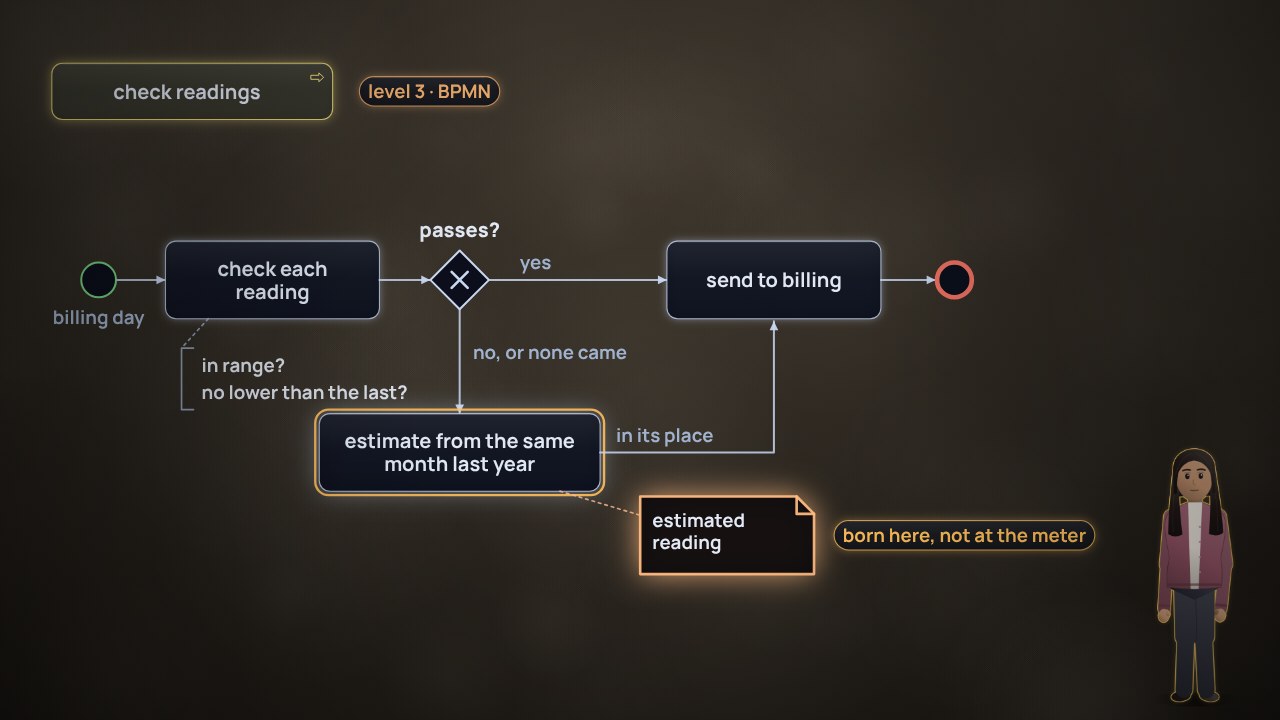 check readings
level 3 · BPMN
passes?
yes
check each
reading
send to billing
billing day
no, or none came
in range?
no lower than the last?
estimate from the same
month last year
in its place
estimated
reading
born here, not at the meter